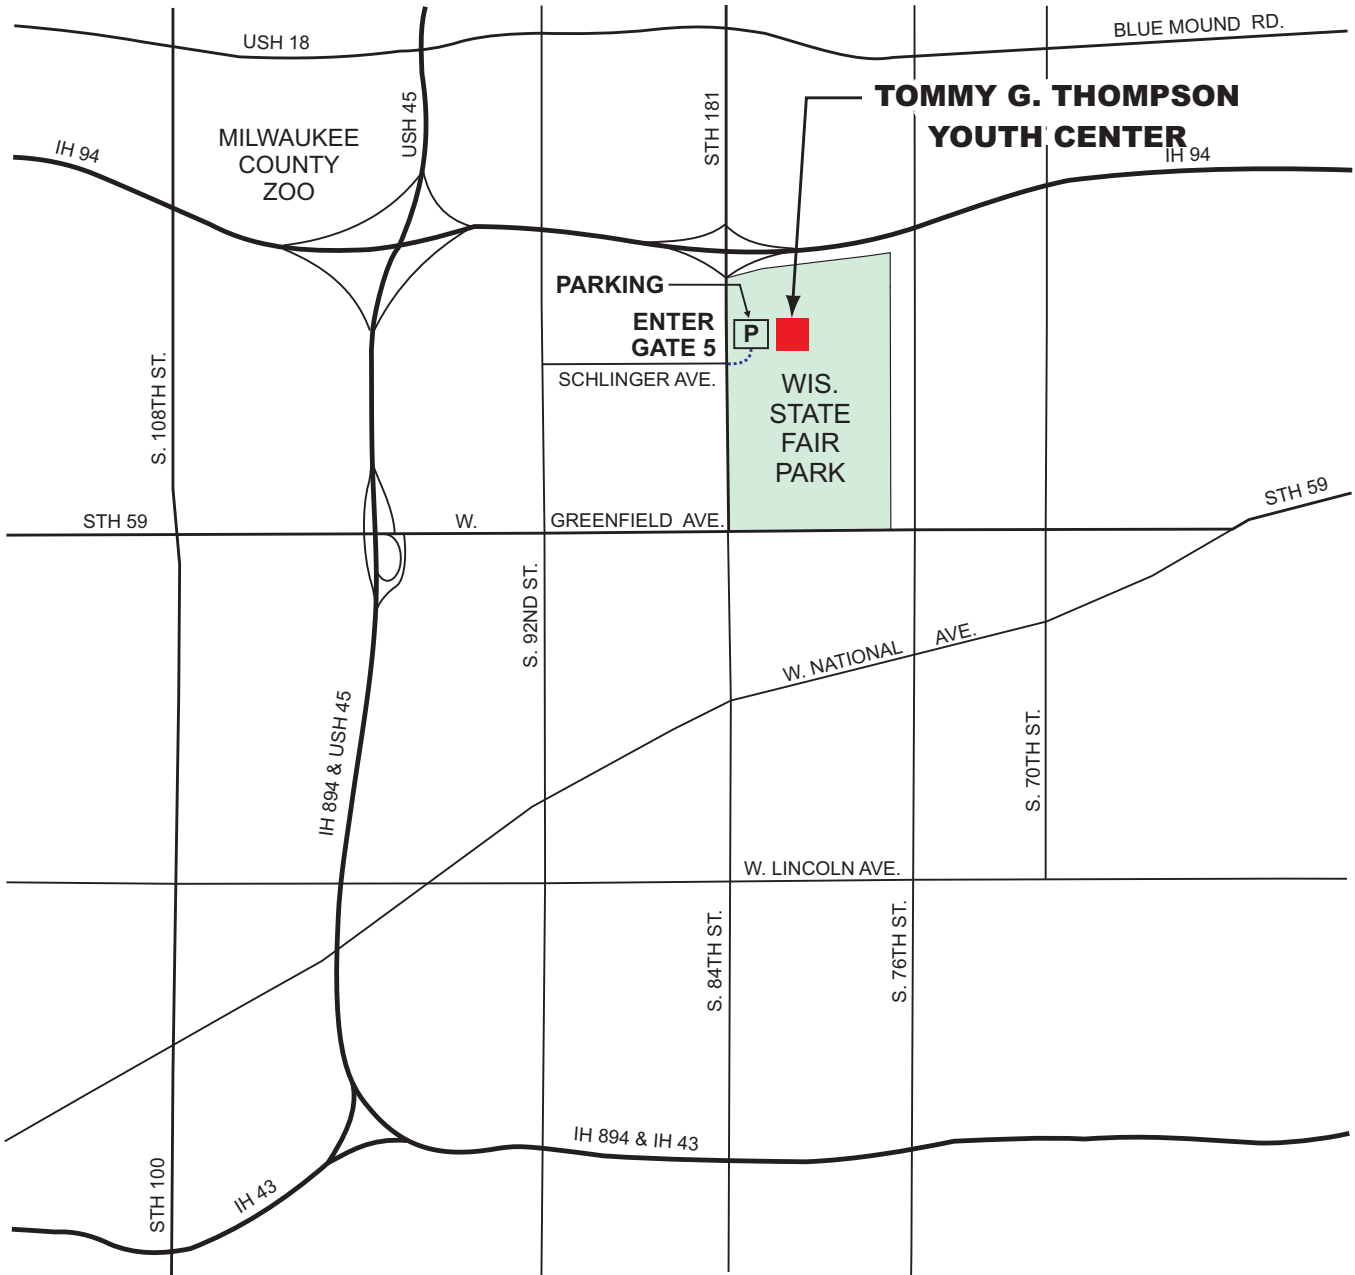 BLUE MOUND RD.
USH 18
TOMMY G. THOMPSON
YOUTH CENTER
USH 45
STH 181
MILWAUKEE
COUNTY
ZOO
IH 94
IH 94
PARKING
ENTER
GATE 5
P
SCHLINGER AVE.
WIS.
STATE
FAIR
PARK
S. 108TH ST.
STH 59
STH 59
W. GREENFIELD AVE.
S. 92ND ST.
W. NATIONAL AVE.
IH 894 & USH 45
S. 70TH ST.
W. LINCOLN AVE.
S. 84TH ST.
S. 76TH ST.
IH 894 & IH 43
STH 100
IH 43